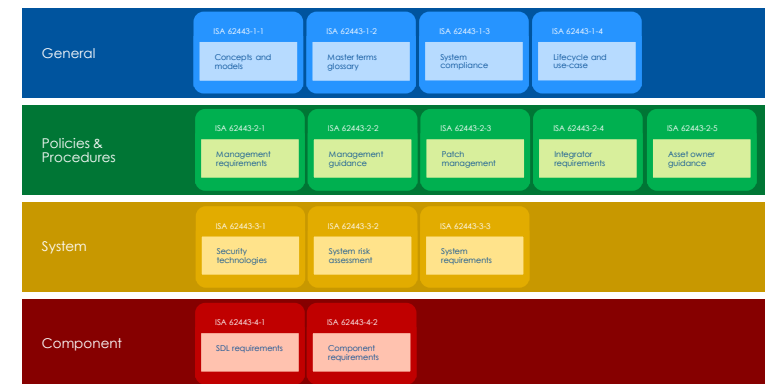 General
ISA 62443-1-1
Concepts and
models
ISA 62443-1-2
Master terms
glossary
ISA 62443-1-3
System
compliance
ISA 62443-1-4
Lifecycle and
use-case
Policies &
Procedures
ISA 62443-2-1
Management
requirements
ISA 62443-2-2
Management
guidance
ISA 62443-2-3
Patch
management
ISA 62443-2-4
Integrator
requirements
ISA 62443-2-5
Asset owner
guidance
System
ISA 62443-3-1
Security
technologies
ISA 62443-3-2
System risk
assessment
ISA 62443-3-3
System
requirements
Component
ISA 62443-4-1
SDL requirements
ISA 62443-4-2
Component
requirements